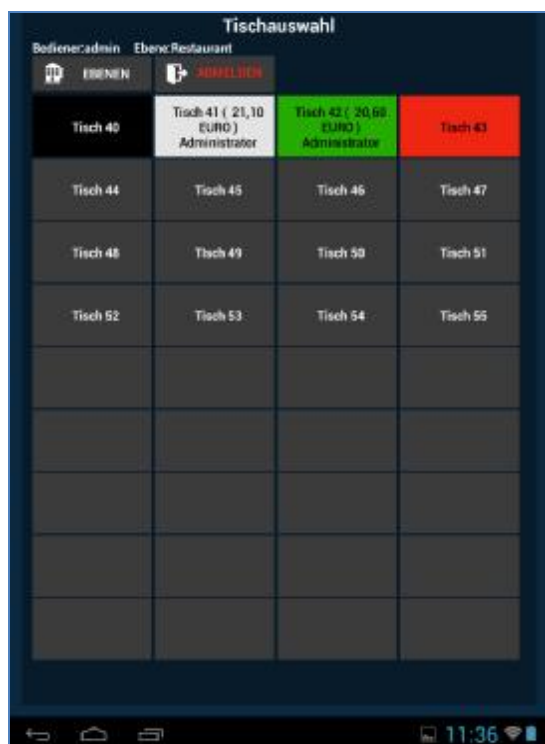 Tischauswahl
Bediener:admin Ebene:Restaurant
EBENEN ABMELDEN
Tisch 40
Tisch 41 ( 21,10
EURO )
Administrator
Tisch 42 ( 20,60
EURO )
Administrator
Tisch 43
Tisch 44 Tisch 45 Tisch 46 Tisch 47
Tisch 48 Tisch 49 Tisch 50 Tisch 51
Tisch 52 Tisch 53 Tisch 54 Tisch 55
11:36